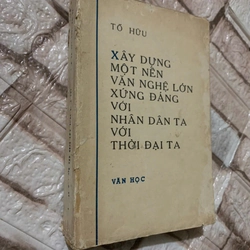 TỐ HỮU
XÂY DỰNG
MỘT NỀN
VĂN NGHỆ LỚN
XỨNG ĐÁNG
VỚI
NHÂN DÂN TA
VỚI
THỜI ĐẠI TA
VĂN HỌC